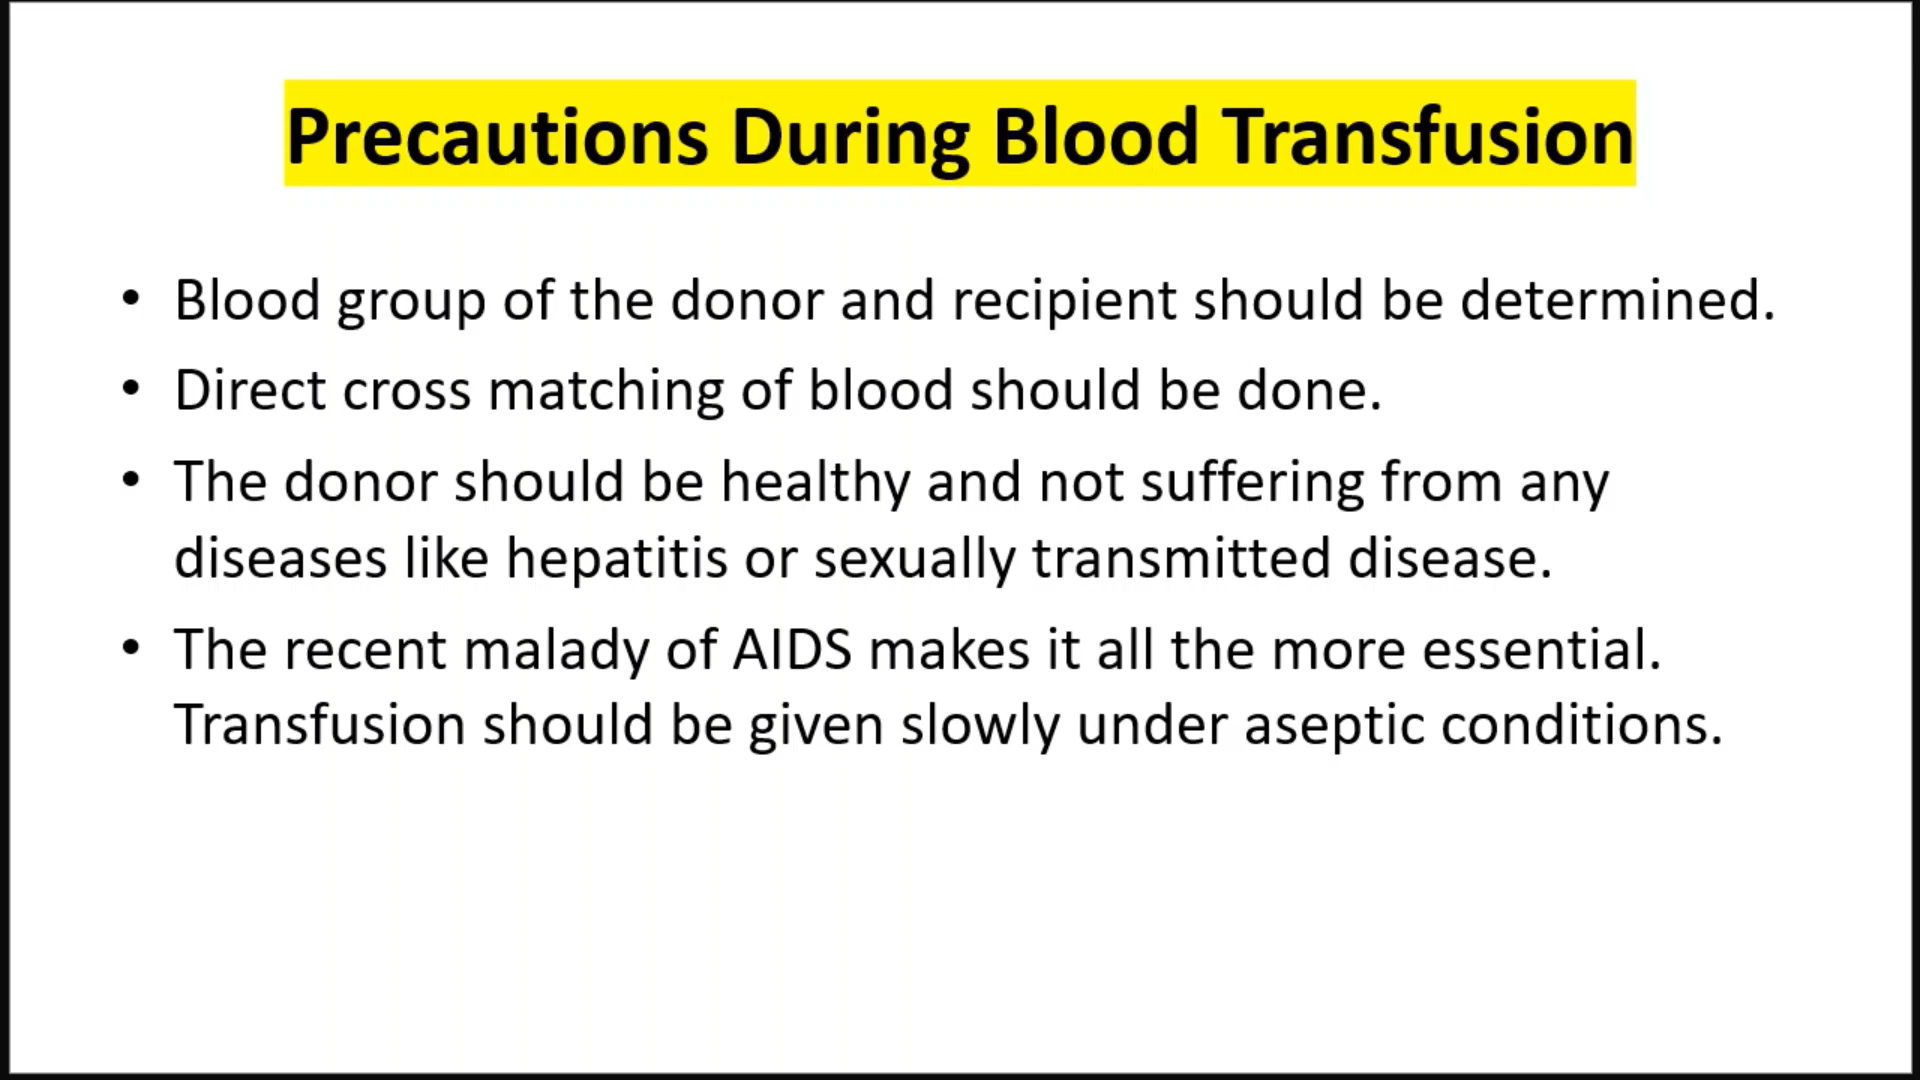 Precautions During Blood Transfusion
• Blood group of the donor and recipient should be determined.
• Direct cross matching of blood should be done.
• The donor should be healthy and not suffering from any
diseases like hepatitis or sexually transmitted disease.
• The recent malady of AIDS makes it all the more essential.
Transfusion should be given slowly under aseptic conditions.